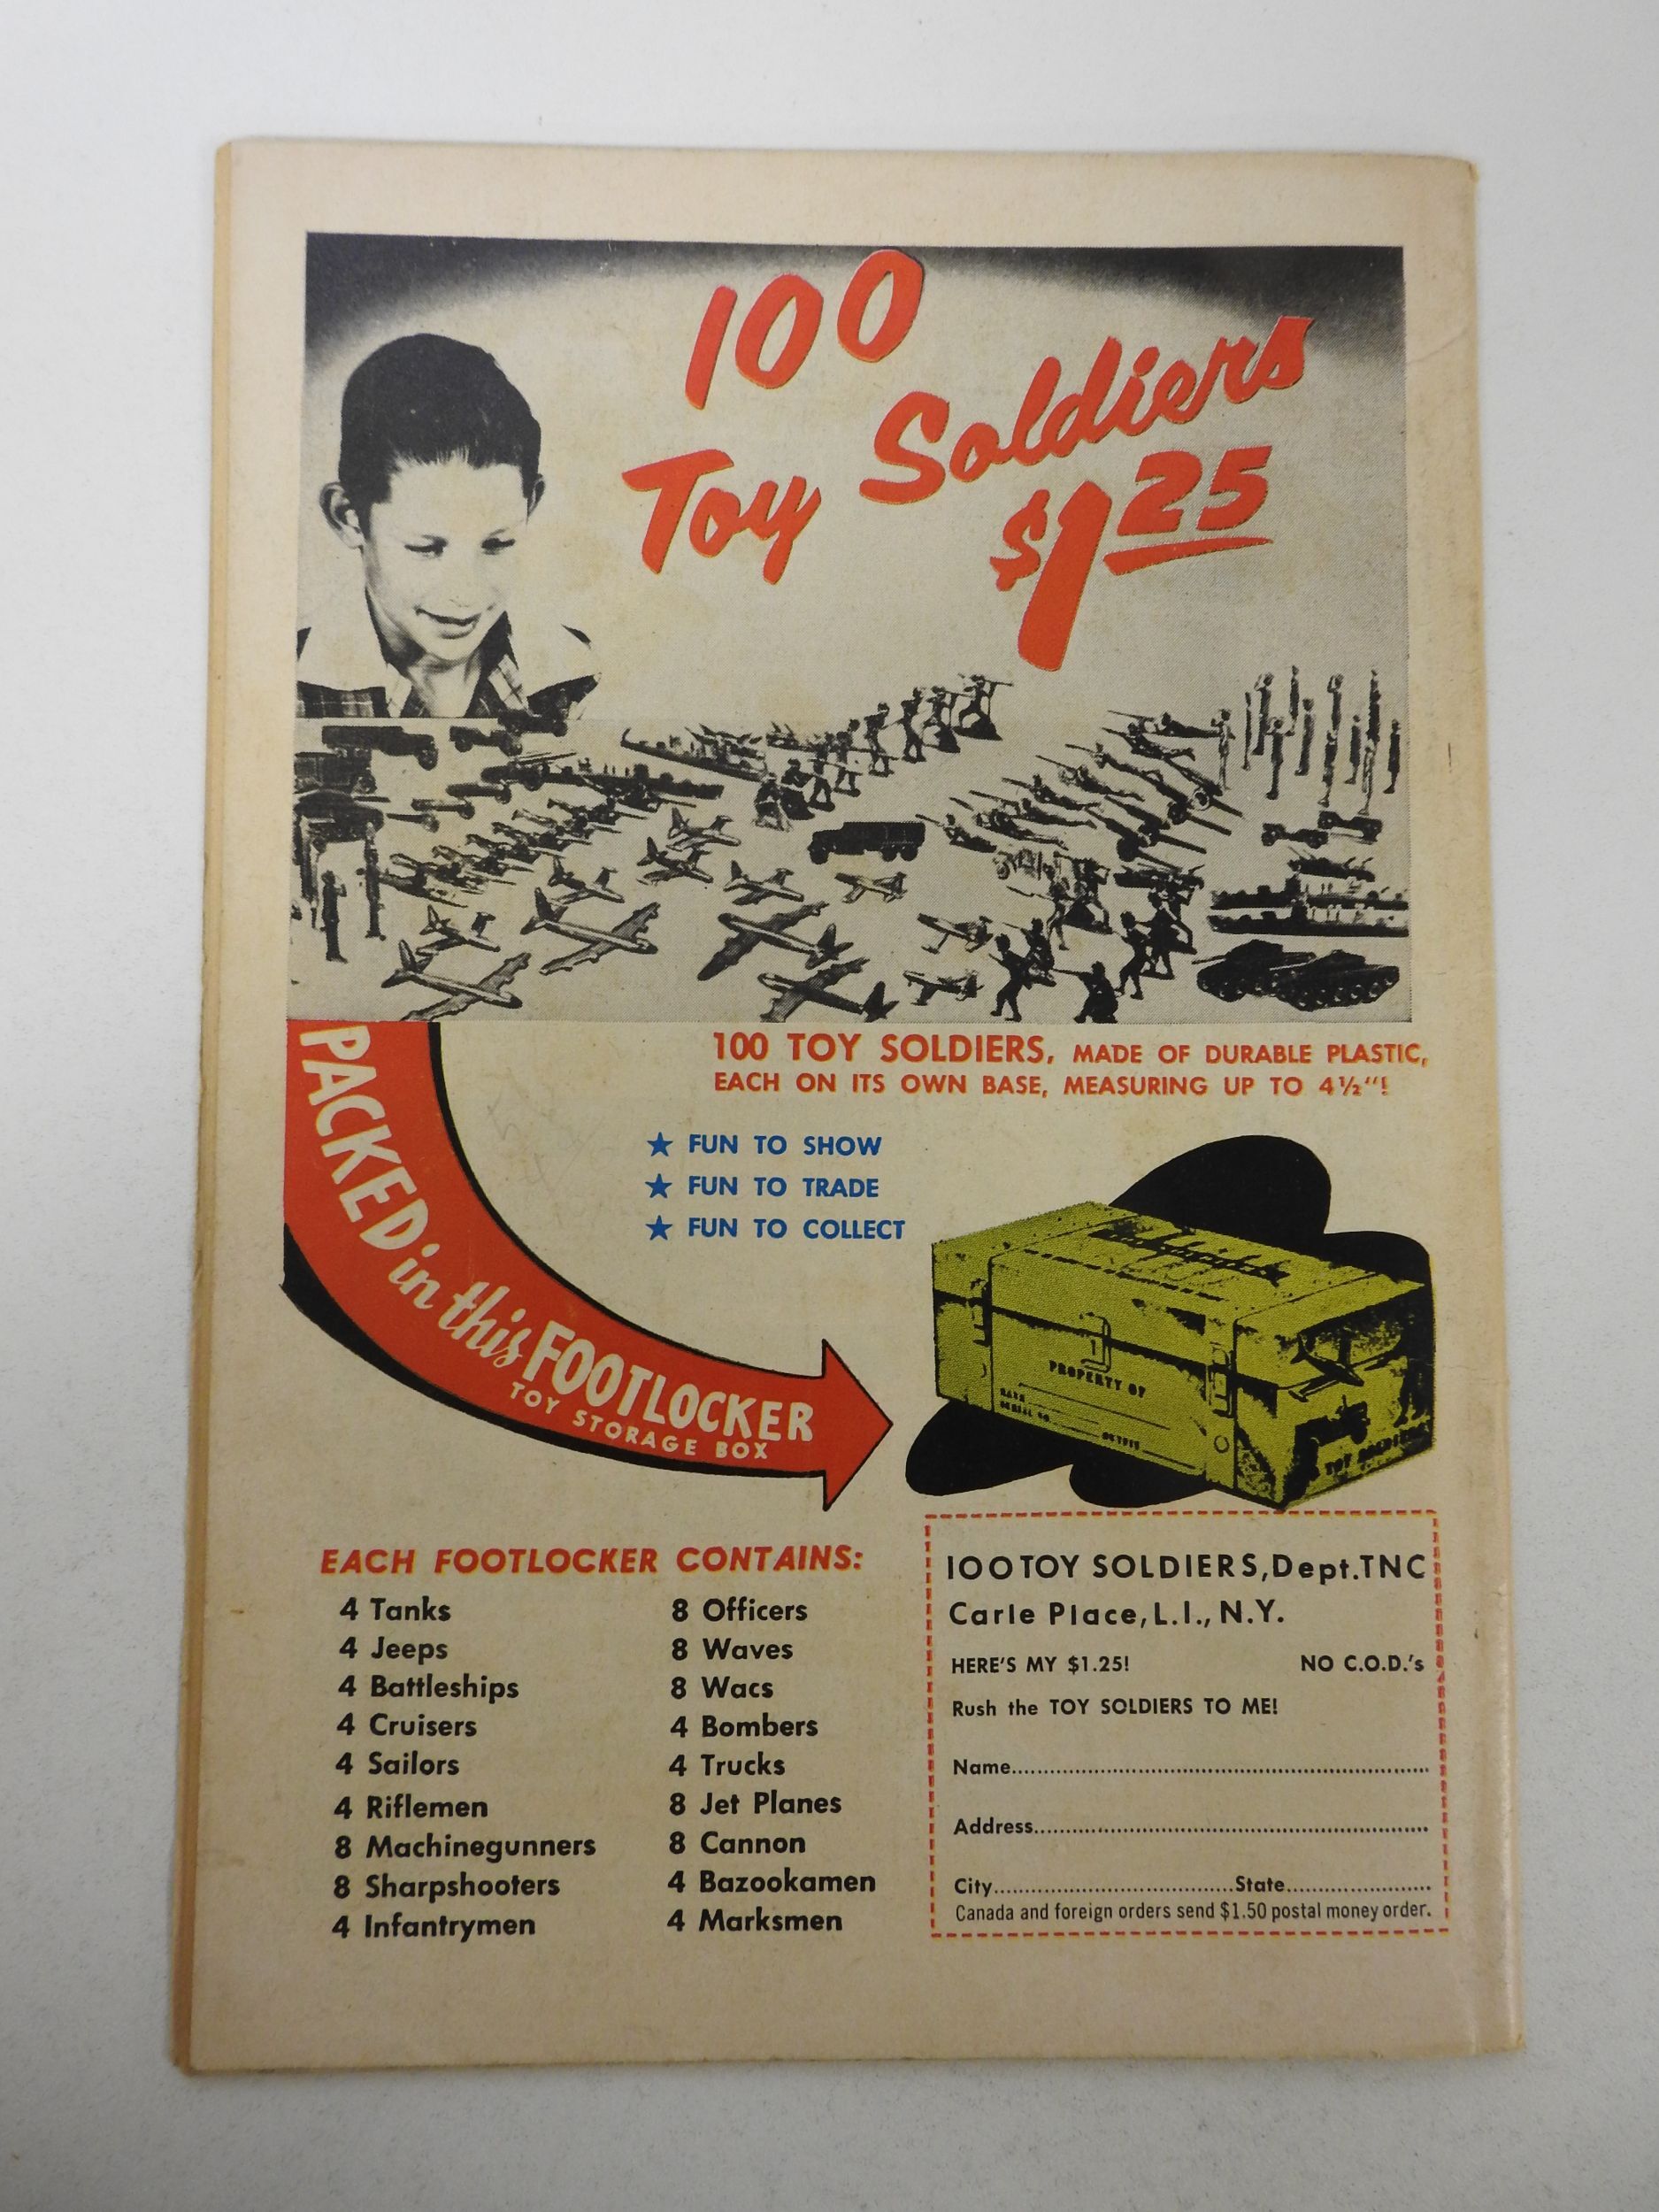 100
Toy Soldiers
$1 25
100 TOY SOLDIERS, MADE OF DURABLE PLASTIC,
EACH ON ITS OWN BASE, MEASURING UP TO 4½"!
★ FUN TO SHOW
★ FUN TO TRADE
★ FUN TO COLLECT
PACKED in this FOOTLOCKER
TOY STORAGE BOX
PROPERTY OF
SERIAL NO.
OUTFIT
TOY SOLDIERS
EACH FOOTLOCKER CONTAINS:
4 Tanks
4 Jeeps
4 Battleships
4 Cruisers
4 Sailors
4 Riflemen
8 Machinegunners
8 Sharpshooters
4 Infantrymen
8 Officers
8 Waves
8 Wacs
4 Bombers
4 Trucks
8 Jet Planes
8 Cannon
4 Bazookamen
4 Marksmen
100 TOY SOLDIERS, Dept. TNC
Carle Place, L.I., N.Y.
HERE'S MY $1.25! NO C.O.D.'s
Rush the TOY SOLDIERS TO ME!
Name
Address
City State
Canada and foreign orders send $1.50 postal money order.